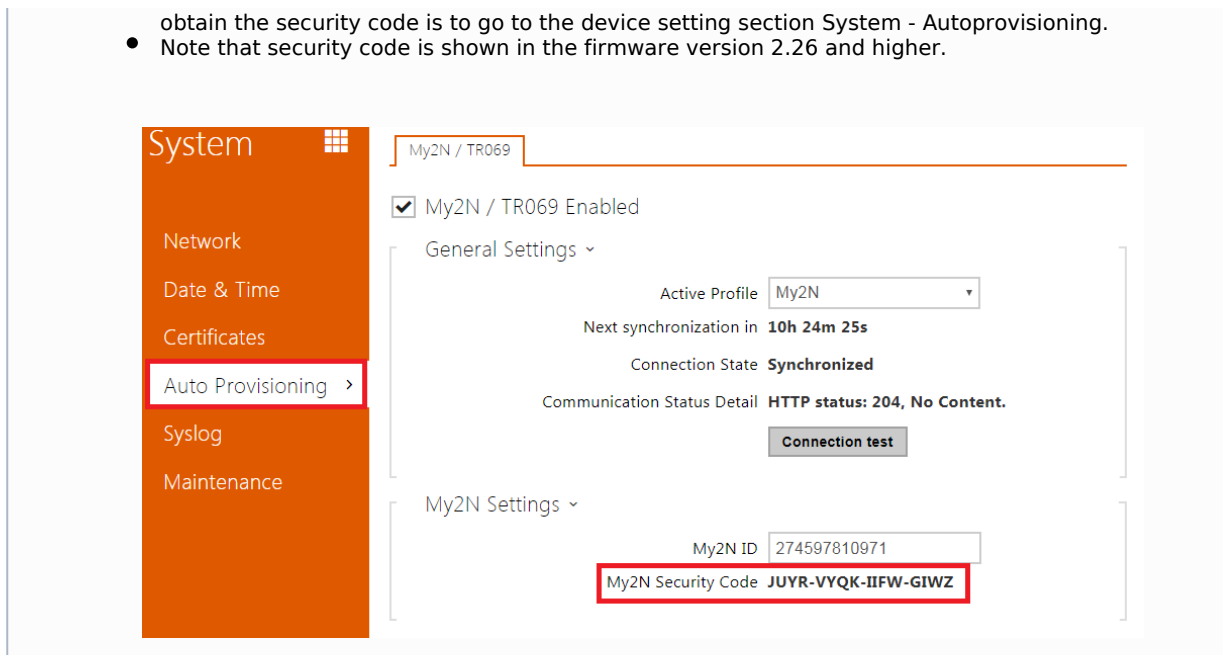 obtain the security code is to go to the device setting section System - Autoprovisioning.
Note that security code is shown in the firmware version 2.26 and higher.
System
Network
Date & Time
Certificates
Auto Provisioning
Syslog
Maintenance
My2N / TR069
My2N / TR069 Enabled
General Settings
Active Profile My2N
Next synchronization in 10h 24m 25s
Connection State Synchronized
Communication Status Detail HTTP status: 204, No Content.
Connection test
My2N Settings
My2N ID 274597810971
My2N Security Code JUYR-VYQK-IIFW-GIWZ